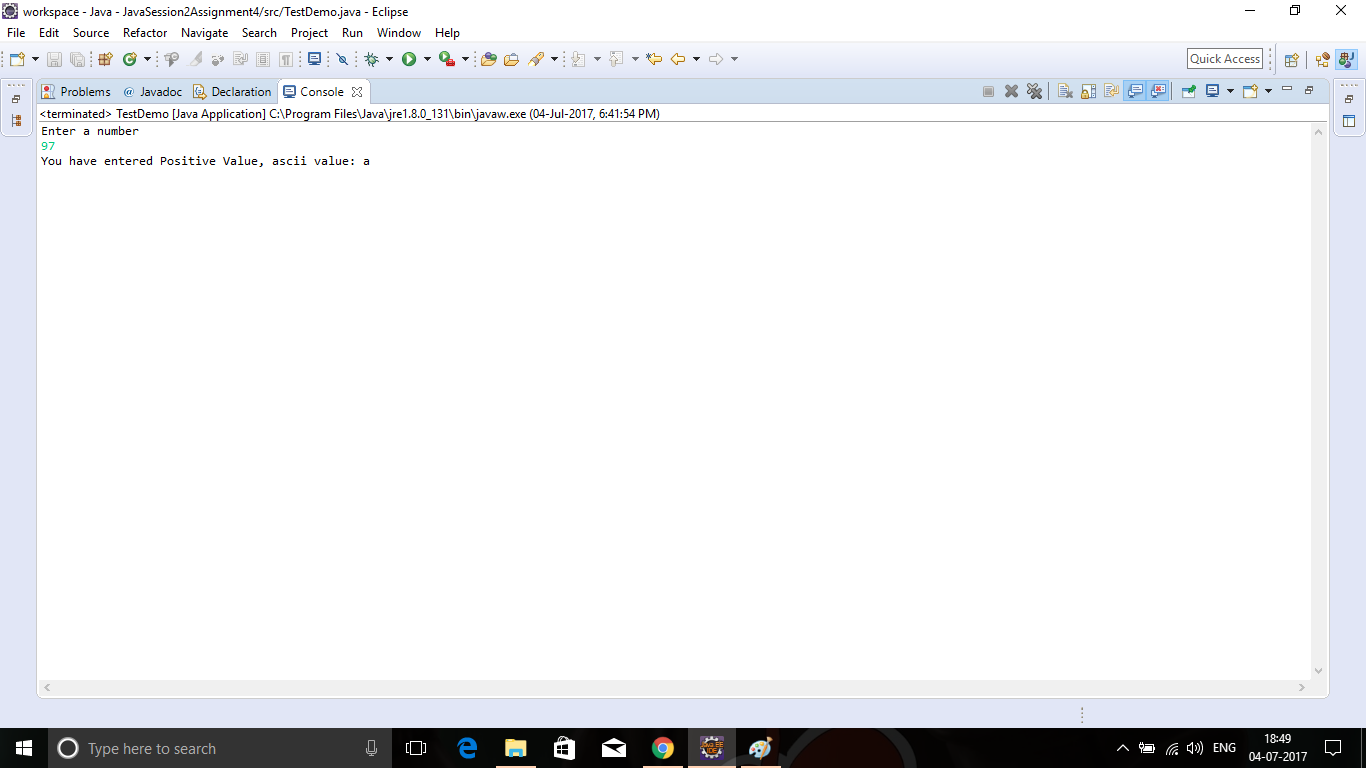 workspace - Java - JavaSession2Assignment4/src/TestDemo.java - Eclipse
File Edit Source Refactor Navigate Search Project Run Window Help
Quick Access
Problems @ Javadoc Declaration Console
<terminated> TestDemo [Java Application] C:\Program Files\Java\jre1.8.0_131\bin\javaw.exe (04-Jul-2017, 6:41:54 PM)
Enter a number
97
You have entered Positive Value, ascii value: a
Type here to search
Java EE
IDE
ENG
18:49
04-07-2017